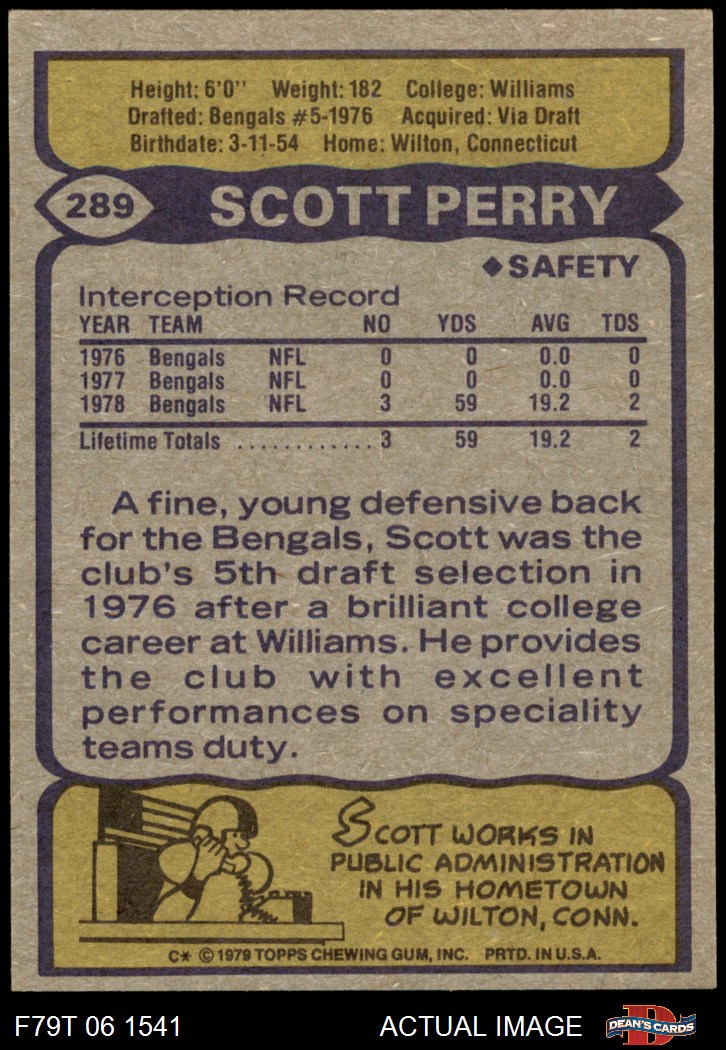 Height: 6'0" Weight: 182 College: Williams
Drafted: Bengals #5-1976 Acquired: Via Draft
Birthdate: 3-11-54 Home: Wilton, Connecticut
289 SCOTT PERRY
◆SAFETY
Interception Record
YEAR TEAM NO YDS AVG TDS
1976 Bengals NFL 0 0 0.0 0
1977 Bengals NFL 0 0 0.0 0
1978 Bengals NFL 3 59 19.2 2
Lifetime Totals ............ 3 59 19.2 2
A fine, young defensive back
for the Bengals, Scott was the
club's 5th draft selection in
1976 after a brilliant college
career at Williams. He provides
the club with excellent
performances on speciality
teams duty.
SCOTT WORKS IN
PUBLIC ADMINISTRATION
IN HIS HOMETOWN
OF WILTON, CONN.
C* © 1979 TOPPS CHEWING GUM, INC. PRTD. IN U.S.A.
F79T 06 1541 ACTUAL IMAGE D DEAN'S CARDS